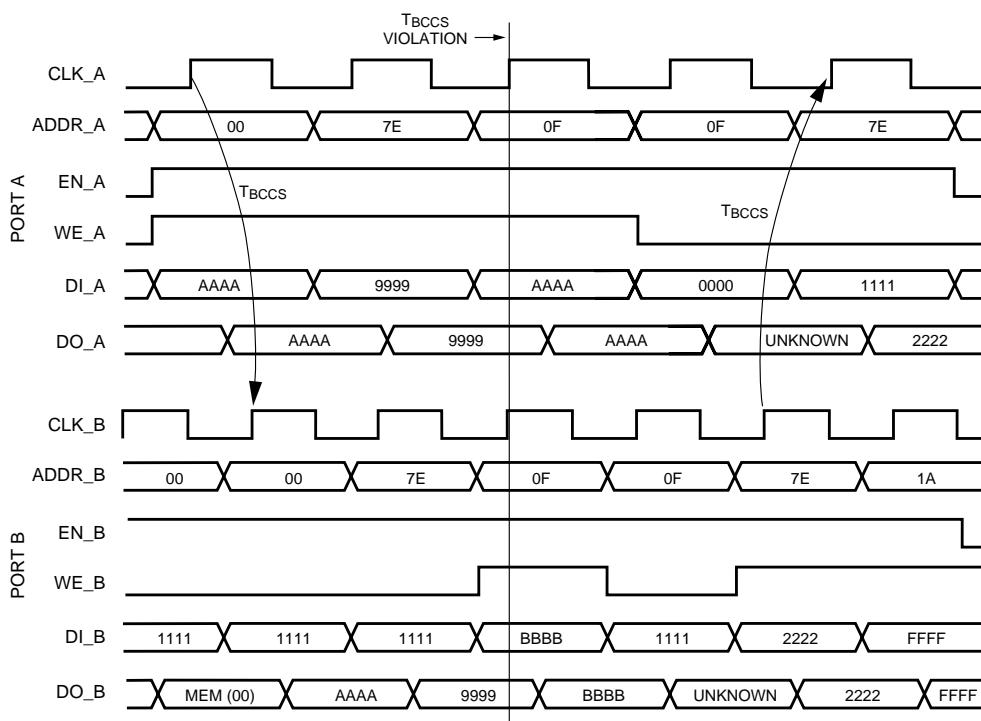 TBCCS
VIOLATION
CLK_A
ADDR_A 00 7E 0F 0F 7E
EN_A
TBCCS TBCCS
PORT A
WE_A
DI_A AAAA 9999 AAAA 0000 1111
DO_A AAAA 9999 AAAA UNKNOWN 2222
CLK_B
ADDR_B 00 00 7E 0F 0F 7E 1A
EN_B
PORT B
WE_B
DI_B 1111 1111 1111 BBBB 1111 2222 FFFF
DO_B MEM (00) AAAA 9999 BBBB UNKNOWN 2222 FFFF